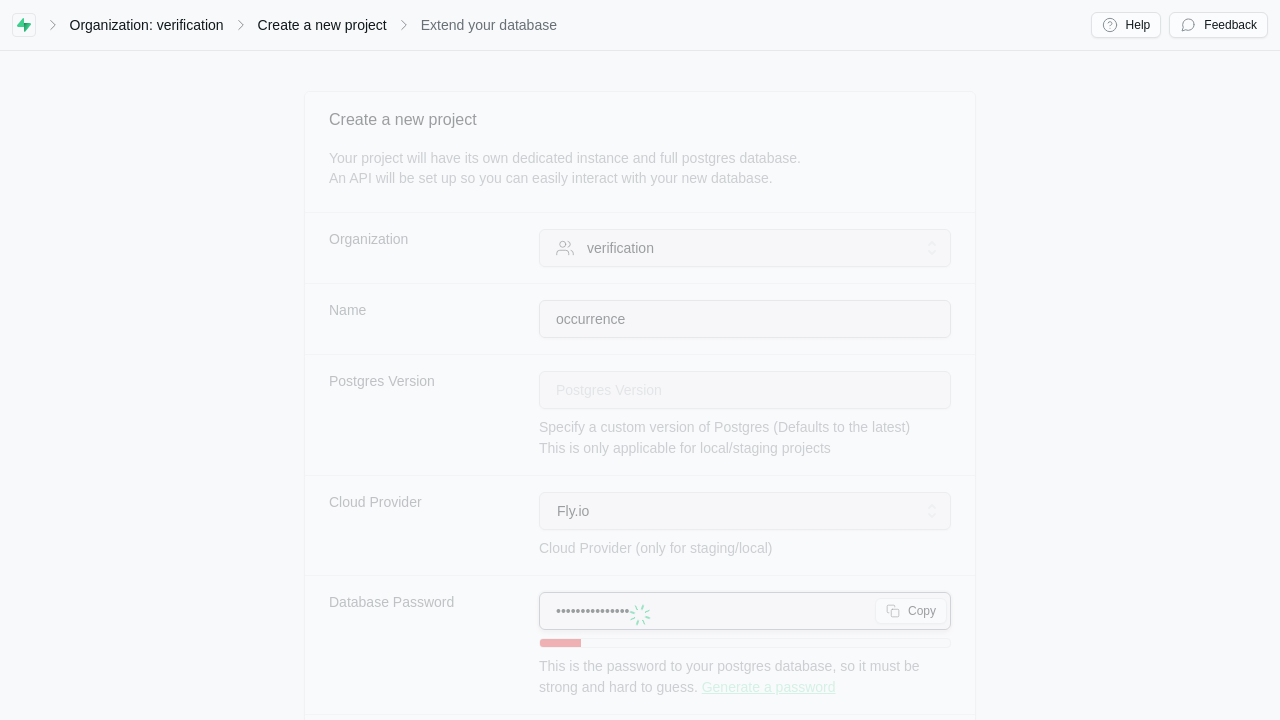 Organization: verification
Create a new project
Extend your database
Help
Feedback
Create a new project
Your project will have its own dedicated instance and full postgres database.
An API will be set up so you can easily interact with your new database.
Organization
verification
Name
occurrence
Postgres Version
Postgres Version
Specify a custom version of Postgres (Defaults to the latest)
This is only applicable for local/staging projects
Cloud Provider
Fly.io
Cloud Provider (only for staging/local)
Database Password
•••••••••••••••
Copy
This is the password to your postgres database, so it must be
strong and hard to guess. Generate a password